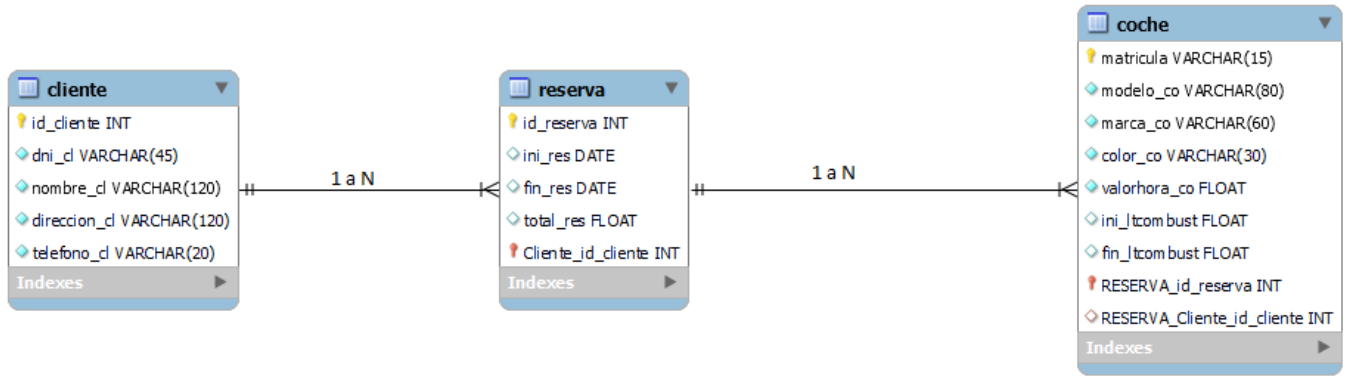 cliente
id_cliente INT
dni_cl VARCHAR(45)
nombre_cl VARCHAR(120)
direccion_cl VARCHAR(120)
telefono_cl VARCHAR(20)
Indexes
1 a N
reserva
id_reserva INT
ini_res DATE
fin_res DATE
total_res FLOAT
Cliente_id_cliente INT
Indexes
1 a N
coche
matricula VARCHAR(15)
modelo_co VARCHAR(80)
marca_co VARCHAR(60)
color_co VARCHAR(30)
valorhora_co FLOAT
ini_ltcombust FLOAT
fin_ltcombust FLOAT
RESERVA_id_reserva INT
RESERVA_Cliente_id_cliente INT
Indexes